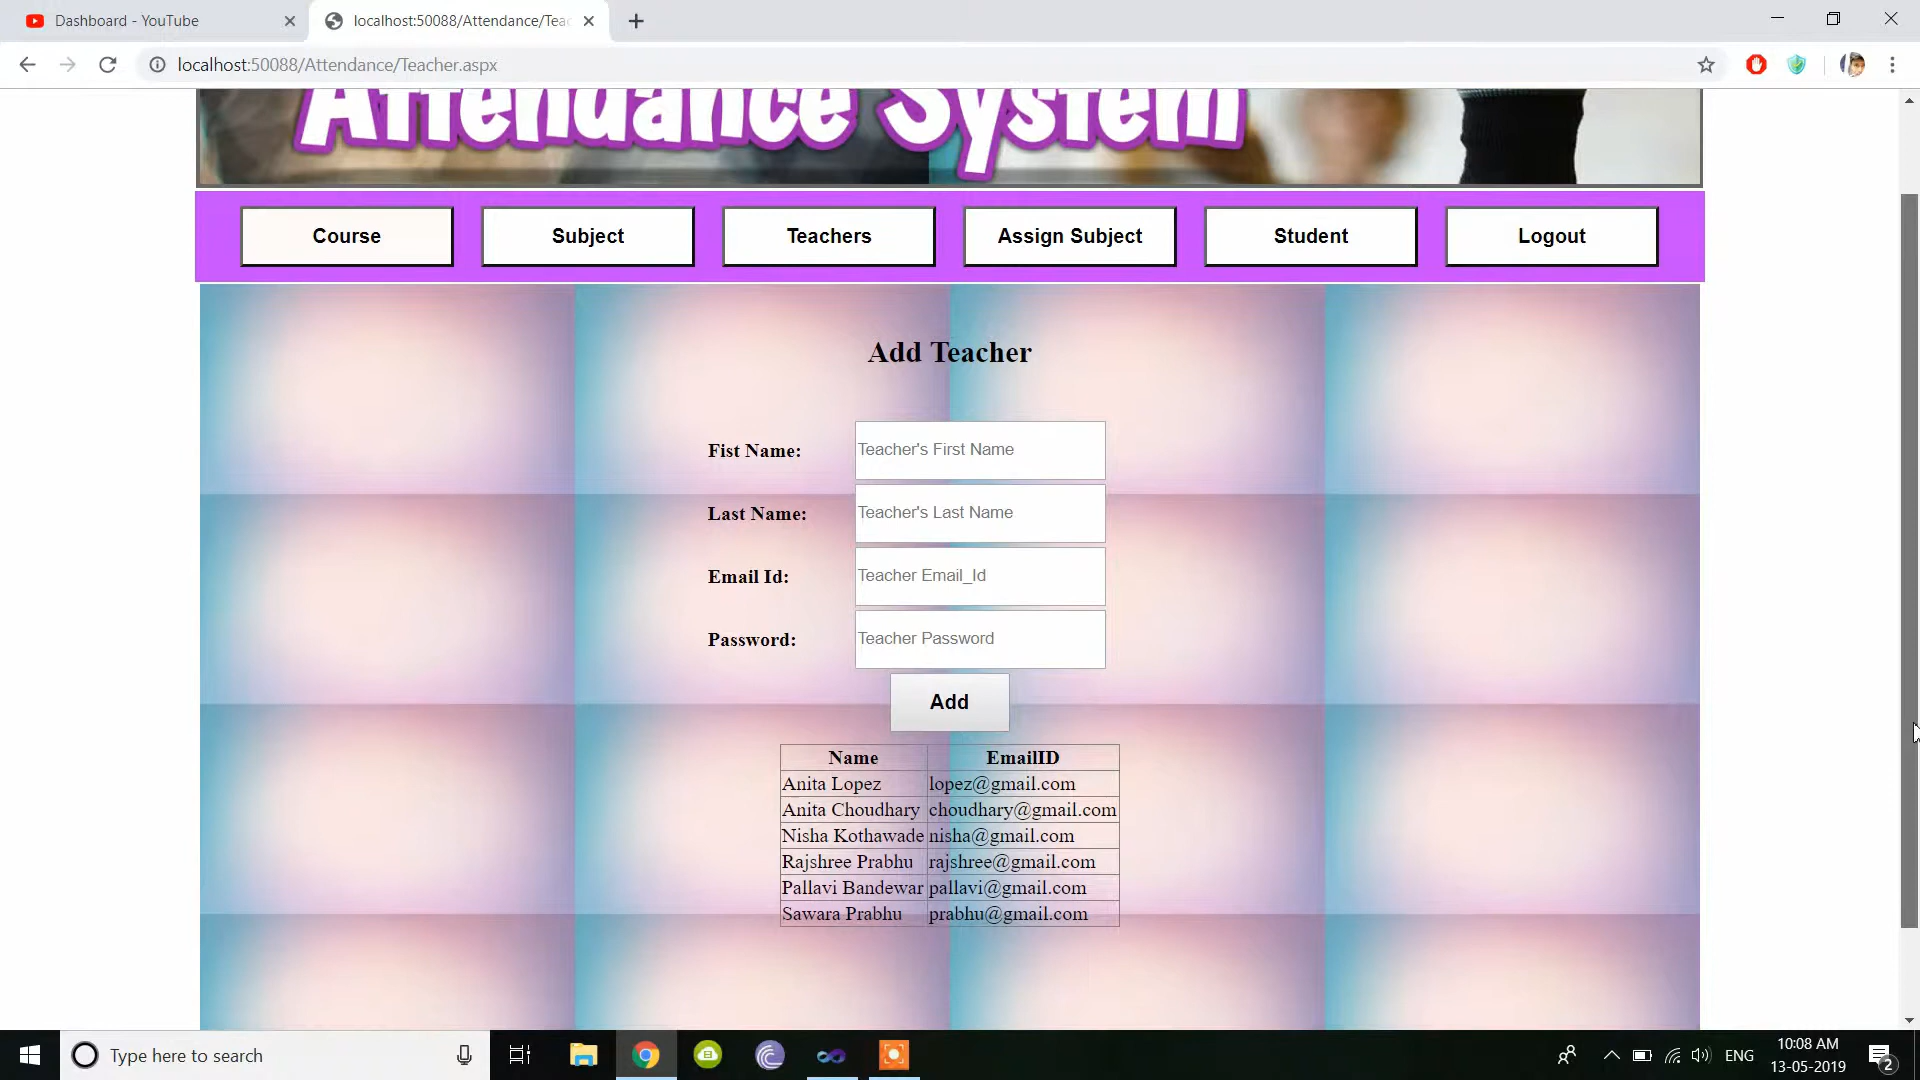 Dashboard - YouTube
localhost:50088/Attendance/Teac
localhost:50088/Attendance/Teacher.aspx
Attendance System
Course Subject Teachers Assign Subject Student Logout
Add Teacher
Fist Name: Teacher's First Name
Last Name: Teacher's Last Name
Email Id: Teacher Email_Id
Password: Teacher Password
Add
Name EmailID
Anita Lopez lopez@gmail.com
Anita Choudhary choudhary@gmail.com
Nisha Kothawade nisha@gmail.com
Rajshree Prabhu rajshree@gmail.com
Pallavi Bandewar pallavi@gmail.com
Sawara Prabhu prabhu@gmail.com
Type here to search
ENG
10:08 AM
13-05-2019
2